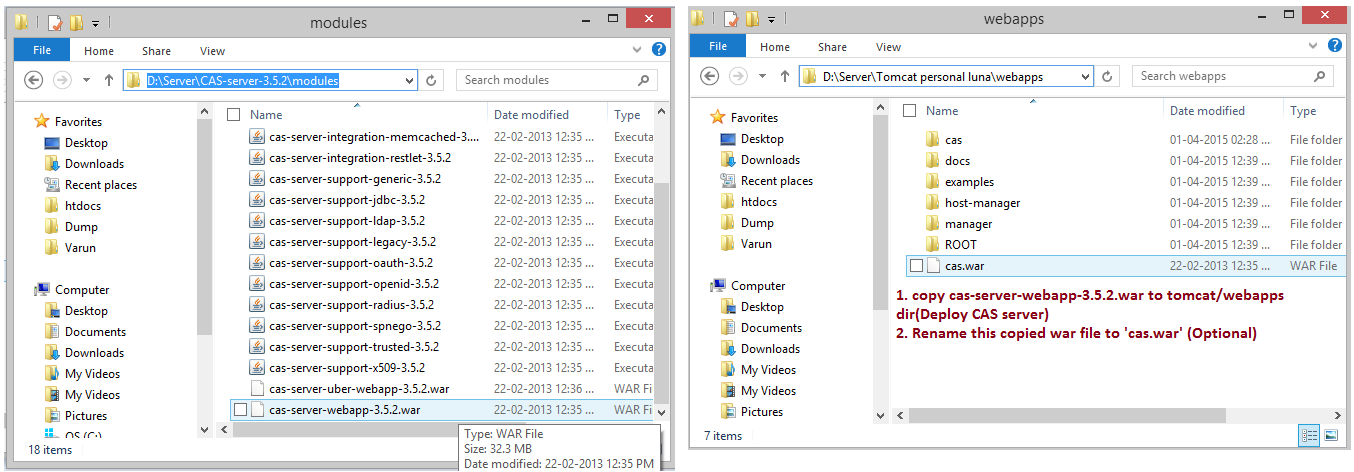 modules
File Home Share View
D:\Server\CAS-server-3.5.2\modules
Search modules
Favorites
Desktop
Downloads
Recent places
htdocs
Dump
Varun
Computer
Desktop
Documents
Downloads
My Videos
My Videos
Pictures
OS (C:)
Name Date modified Type
cas-server-integration-memcached-3.... 22-02-2013 12:35 ... Executa
cas-server-integration-restlet-3.5.2 22-02-2013 12:35 ... Executa
cas-server-support-generic-3.5.2 22-02-2013 12:35 ... Executa
cas-server-support-jdbc-3.5.2 22-02-2013 12:35 ... Executa
cas-server-support-ldap-3.5.2 22-02-2013 12:35 ... Executa
cas-server-support-legacy-3.5.2 22-02-2013 12:35 ... Executa
cas-server-support-oauth-3.5.2 22-02-2013 12:35 ... Executa
cas-server-support-openid-3.5.2 22-02-2013 12:35 ... Executa
cas-server-support-radius-3.5.2 22-02-2013 12:35 ... Executa
cas-server-support-spnego-3.5.2 22-02-2013 12:35 ... Executa
cas-server-support-trusted-3.5.2 22-02-2013 12:35 ... Executa
cas-server-support-x509-3.5.2 22-02-2013 12:35 ... Executa
cas-server-uber-webapp-3.5.2.war 22-02-2013 12:36 ... WAR Fi
cas-server-webapp-3.5.2.war 22-02-2013 12:35 ... WAR Fi
Type: WAR File
Size: 32.3 MB
Date modified: 22-02-2013 12:35 PM
18 items
webapps
File Home Share View
D:\Server\Tomcat personal luna\webapps
Search webapps
Favorites
Desktop
Downloads
Recent places
htdocs
Dump
Varun
Computer
Desktop
Documents
Downloads
My Videos
My Videos
Pictures
Name Date modified Type
cas 01-04-2015 02:28 ... File folder
docs 01-04-2015 12:39 ... File folder
examples 01-04-2015 12:39 ... File folder
host-manager 01-04-2015 12:39 ... File folder
manager 01-04-2015 12:39 ... File folder
ROOT 01-04-2015 12:39 ... File folder
cas.war 22-02-2013 12:35 ... WAR File
1. copy cas-server-webapp-3.5.2.war to tomcat/webapps
dir(Deploy CAS server)
2. Rename this copied war file to 'cas.war' (Optional)
7 items